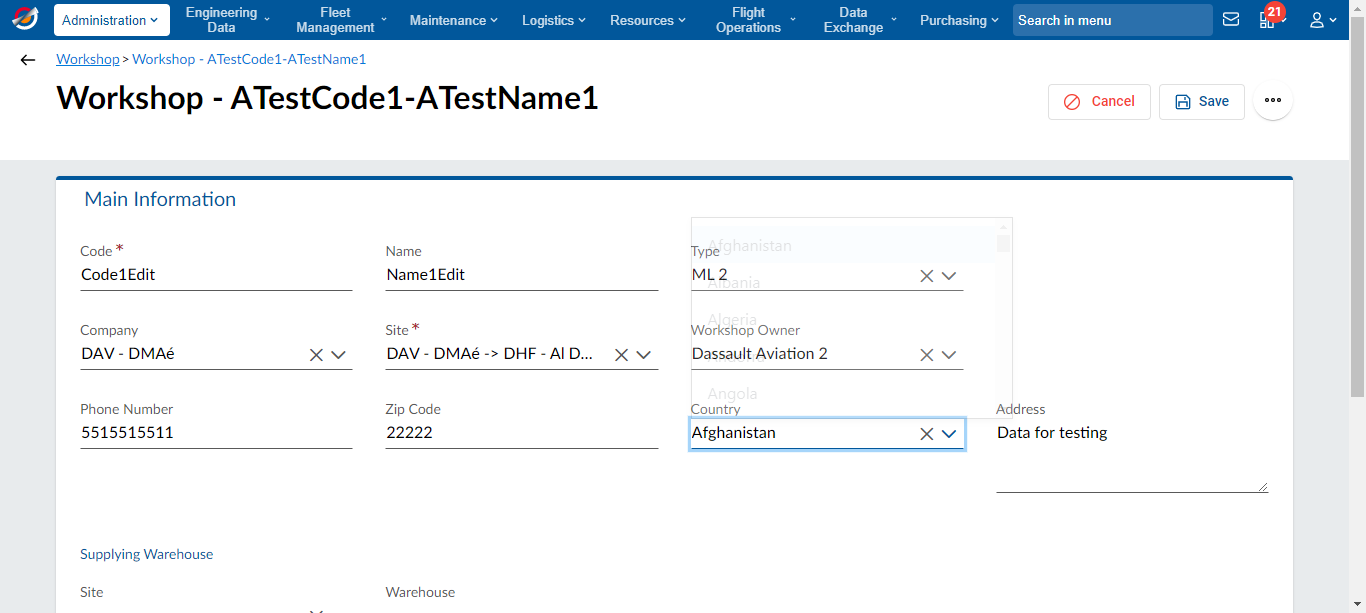 Administration
Engineering Data
Fleet Management
Maintenance
Logistics
Resources
Flight Operations
Data Exchange
Purchasing
Search in menu
21
Workshop > Workshop - ATestCode1-ATestName1
Workshop - ATestCode1-ATestName1
Cancel
Save
Main Information
Code *
Code1Edit
Name
Name1Edit
Type
ML 2
Company
DAV - DMAé
Site *
DAV - DMAé -> DHF - Al D...
Workshop Owner
Dassault Aviation 2
Phone Number
5515515511
Zip Code
22222
Country
Afghanistan
Address
Data for testing
Afghanistan
Albania
Algeria
Angola
Supplying Warehouse
Site
Warehouse